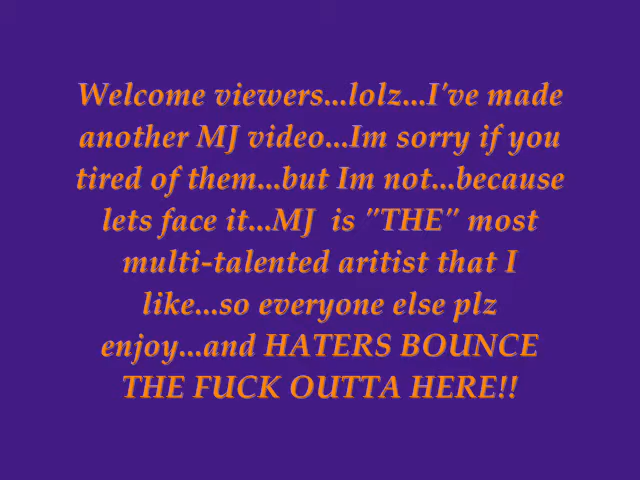 Welcome viewers...lolz...I've made
another MJ video...Im sorry if you
tired of them...but Im not...because
lets face it...MJ  is "THE" most
multi-talented aritist that I
like...so everyone else plz
enjoy...and HATERS BOUNCE
THE FUCK OUTTA HERE!!